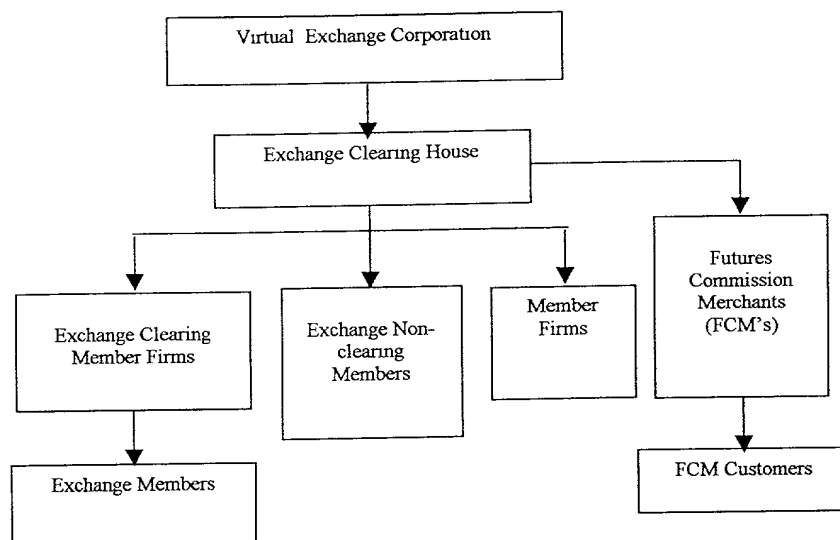 Virtual Exchange Corporation
Exchange Clearing House
Exchange Clearing
Member Firms
Exchange Non-
clearing
Members
Member
Firms
Futures
Commission
Merchants
(FCM's)
Exchange Members
FCM Customers